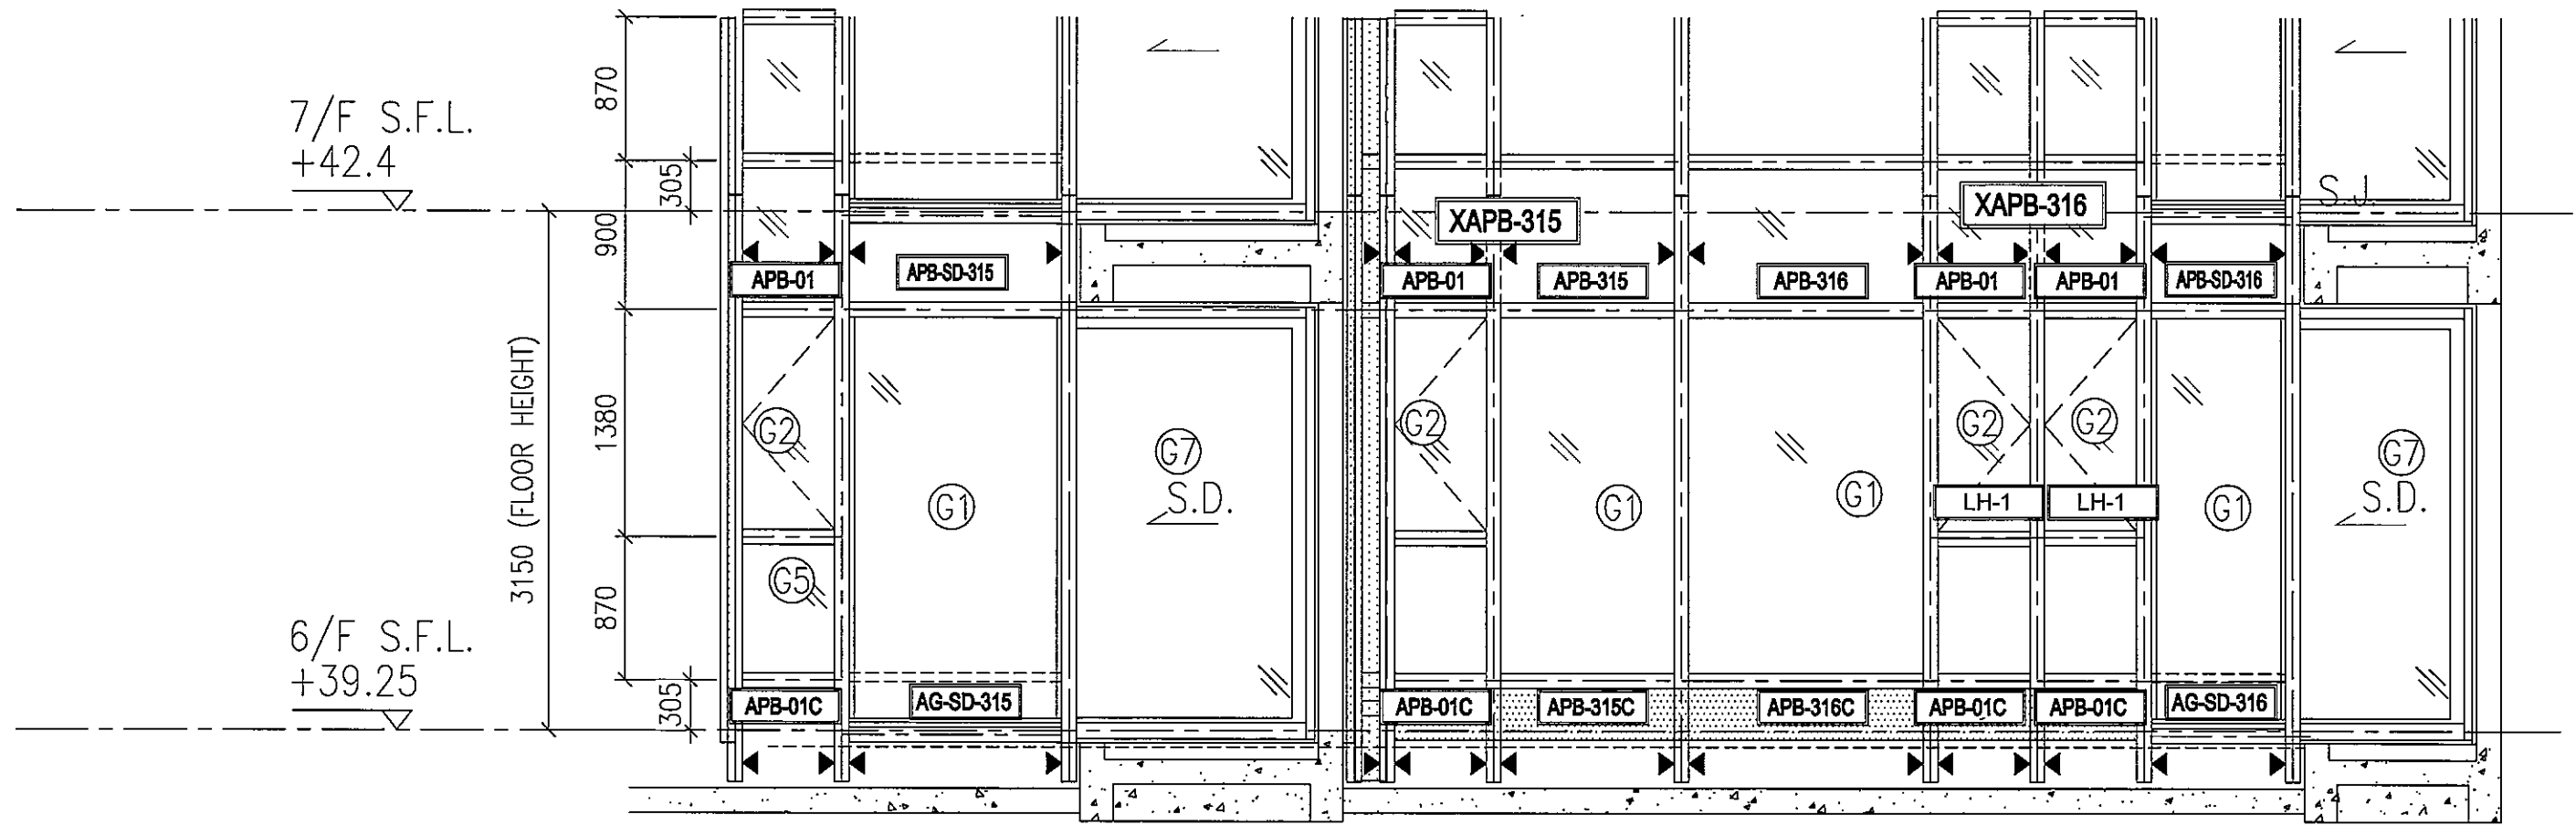 870
7/F S.F.L.
+42.4
305
S.J.
XAPB-315
XAPB-316
900
APB-01
APB-SD-315
APB-01
APB-315
APB-316
APB-01
APB-01
APB-SD-316
3150 (FLOOR HEIGHT)
1380
G2
G7
S.D.
G1
G2
G1
G1
G2
G2
LH-1
LH-1
G1
G7
S.D.
G5
870
6/F S.F.L.
+39.25
305
APB-01C
AG-SD-315
APB-01C
APB-315C
APB-316C
APB-01C
APB-01C
AG-SD-316